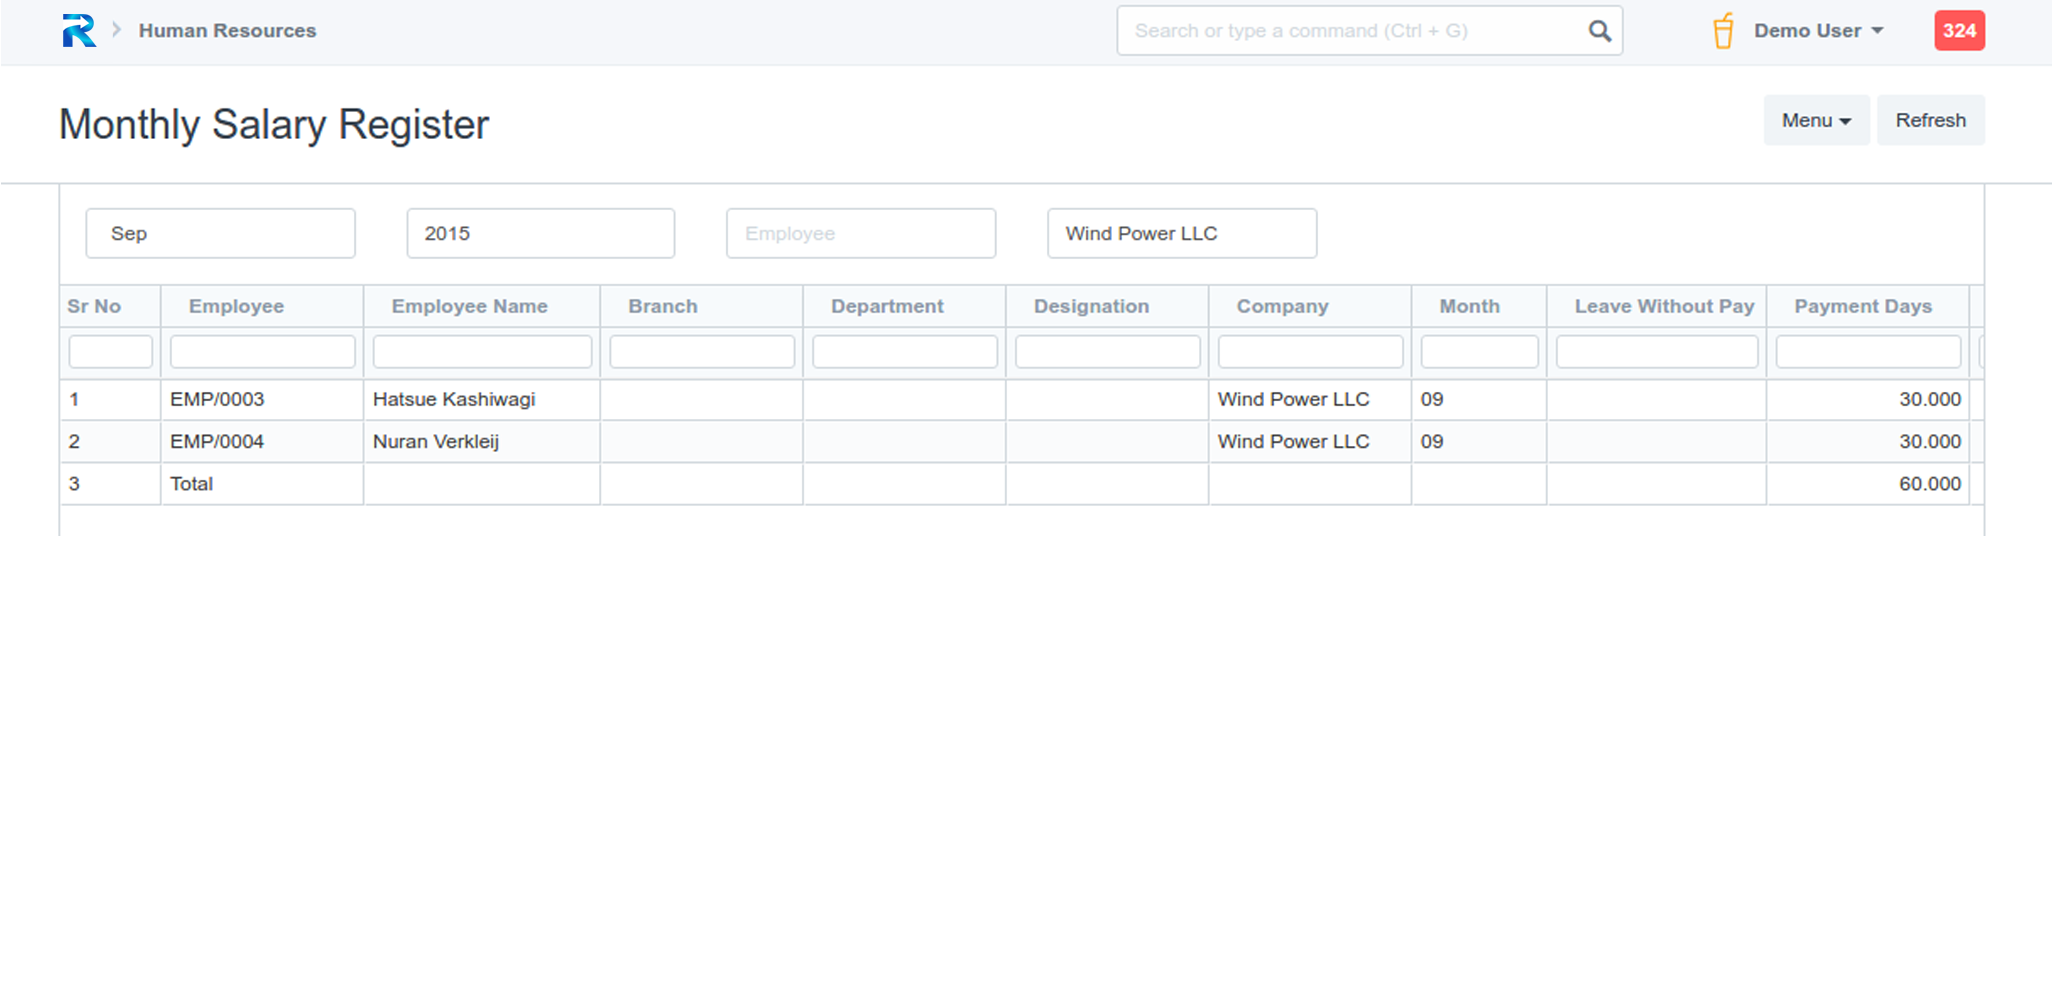 Human Resources Search or type a command (Ctrl + G) Demo User 324
Monthly Salary Register Menu Refresh
Sep 2015 Employee Wind Power LLC
Sr No Employee Employee Name Branch Department Designation Company Month Leave Without Pay Payment Days
1 EMP/0003 Hatsue Kashiwagi Wind Power LLC 09 30.000
2 EMP/0004 Nuran Verkleij Wind Power LLC 09 30.000
3 Total 60.000